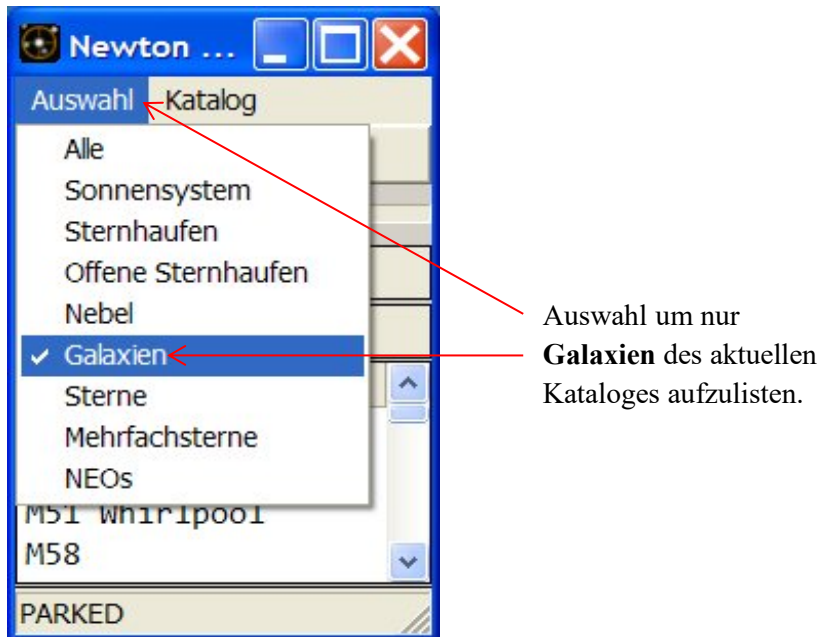 Newton ...
Auswahl Katalog
Alle
Sonnensystem
Sternhaufen
Offene Sternhaufen
Nebel
Galaxien
Sterne
Mehrfachsterne
NEOs
M51 Whirlpool
M58
PARKED
Auswahl um nur
Galaxien des aktuellen
Kataloges aufzulisten.